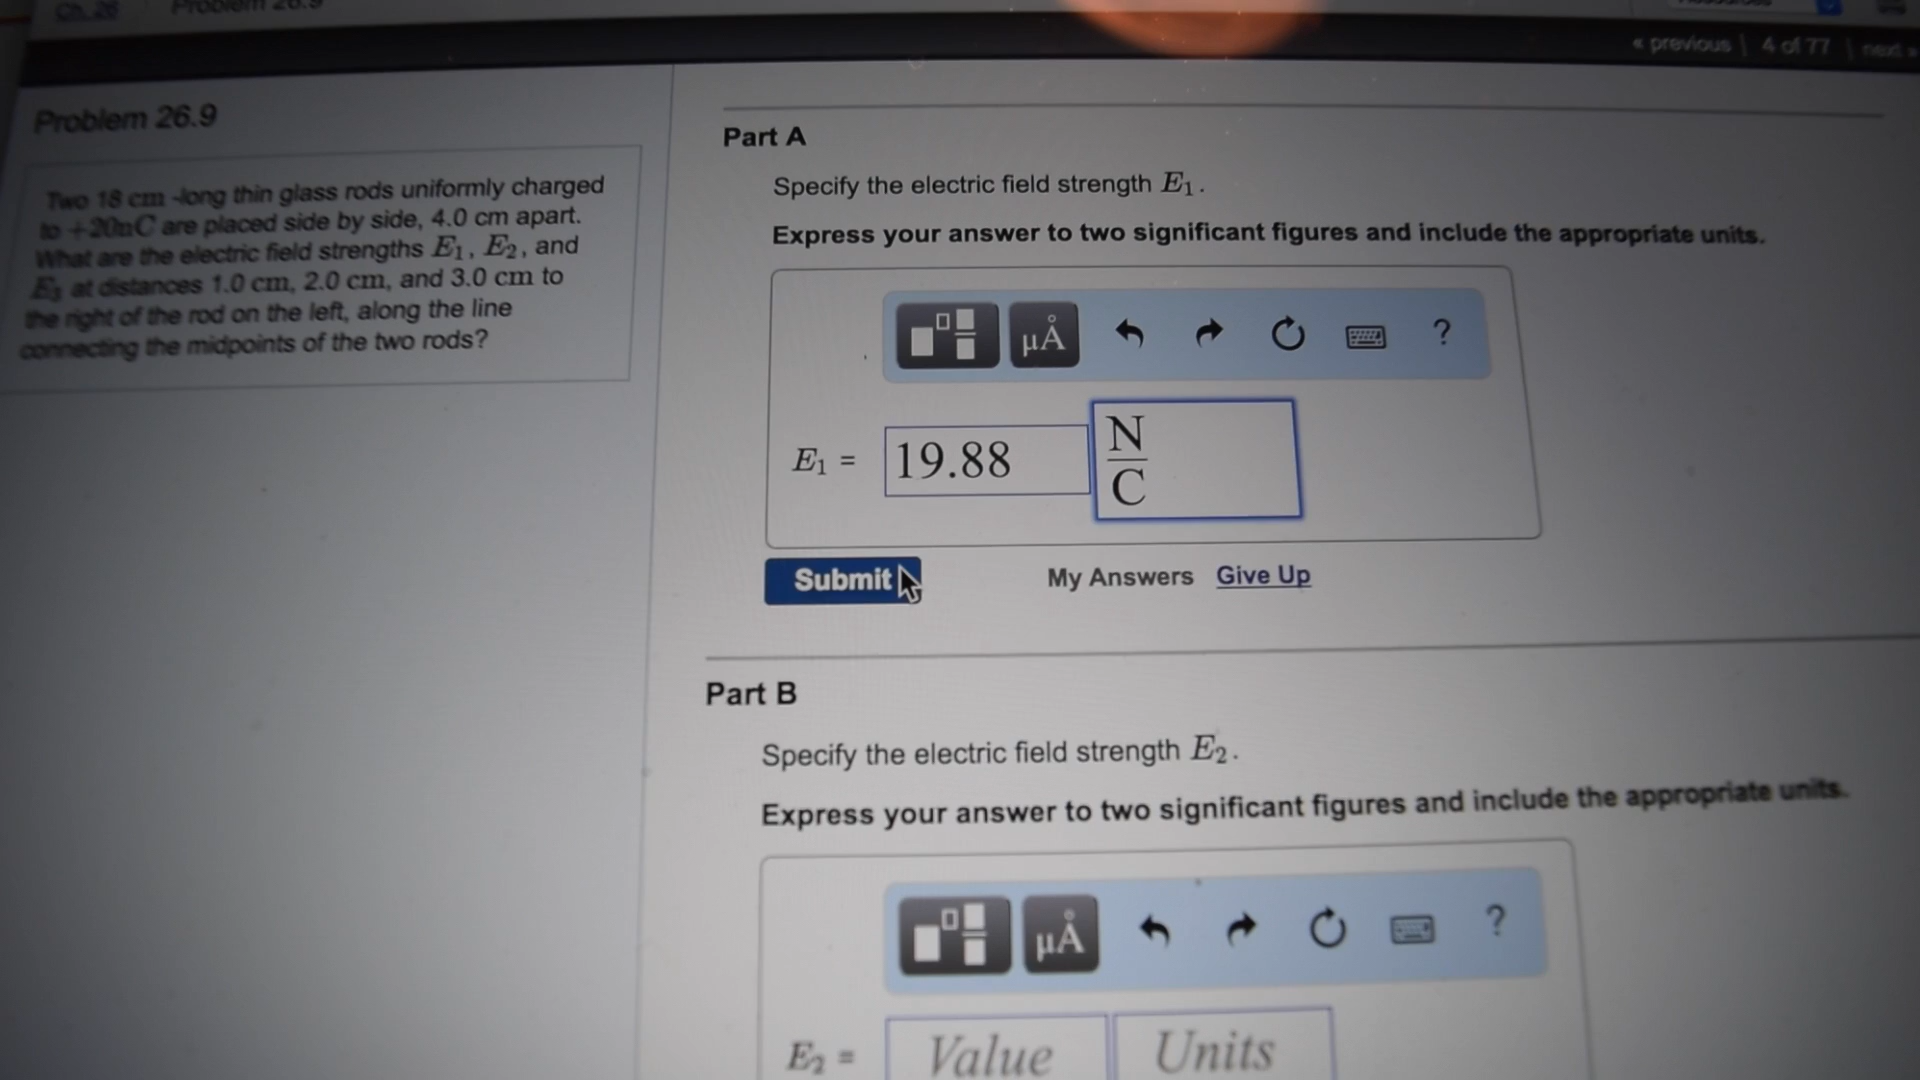 Ch. 26
Problem 26.9
« previous | 4 of 77 | next »
Problem 26.9
Two 18 cm -long thin glass rods uniformly charged
to +20nC are placed side by side, 4.0 cm apart.
What are the electric field strengths E1, E2, and
E3 at distances 1.0 cm, 2.0 cm, and 3.0 cm to
the right of the rod on the left, along the line
connecting the midpoints of the two rods?
Part A
Specify the electric field strength E1.
Express your answer to two significant figures and include the appropriate units.
μÅ
?
E1 = 19.88 N
C
Submit
My Answers Give Up
Part B
Specify the electric field strength E2.
Express your answer to two significant figures and include the appropriate units.
μÅ
?
E2 = Value Units